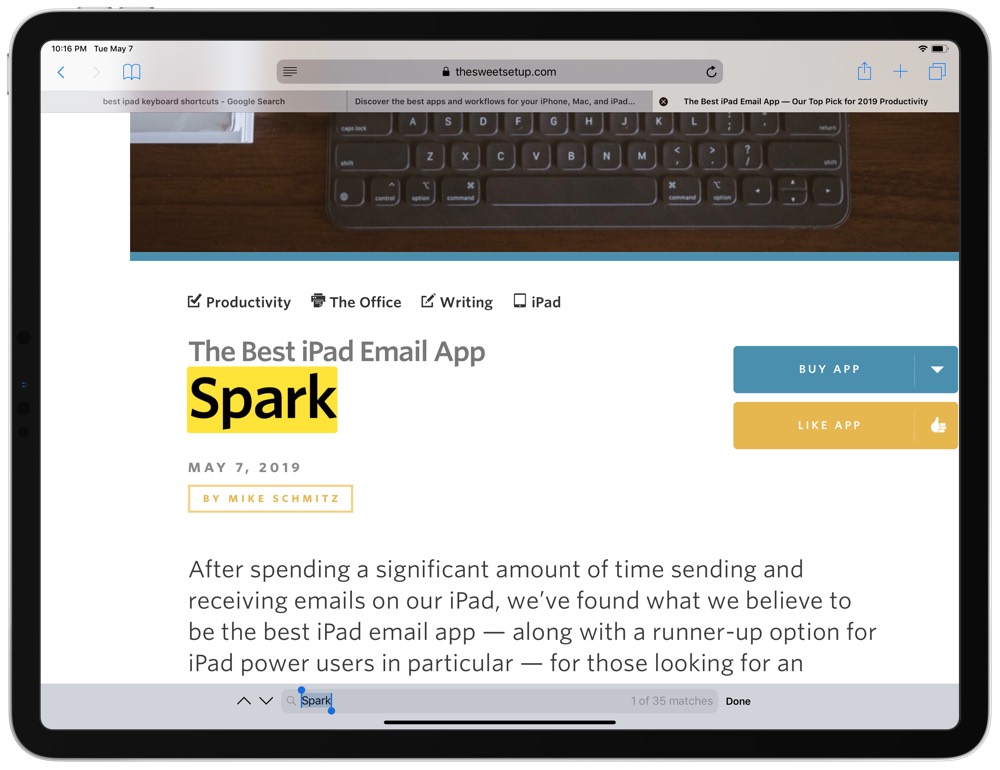 10:16 PM Tue May 7
thesweetsetup.com
best ipad keyboard shortcuts - Google Search
Discover the best apps and workflows for your iPhone, Mac, and iPad...
The Best iPad Email App — Our Top Pick for 2019 Productivity
caps lock A S D F G H J K L ; : ' " return
shift Z X C V B N M < , > . ? / shift
control option command command option
Productivity The Office Writing iPad
The Best iPad Email App
Spark
BUY APP
LIKE APP
MAY 7, 2019
BY MIKE SCHMITZ
After spending a significant amount of time sending and
receiving emails on our iPad, we've found what we believe to
be the best iPad email app — along with a runner-up option for
iPad power users in particular — for those looking for an
Spark 1 of 35 matches Done